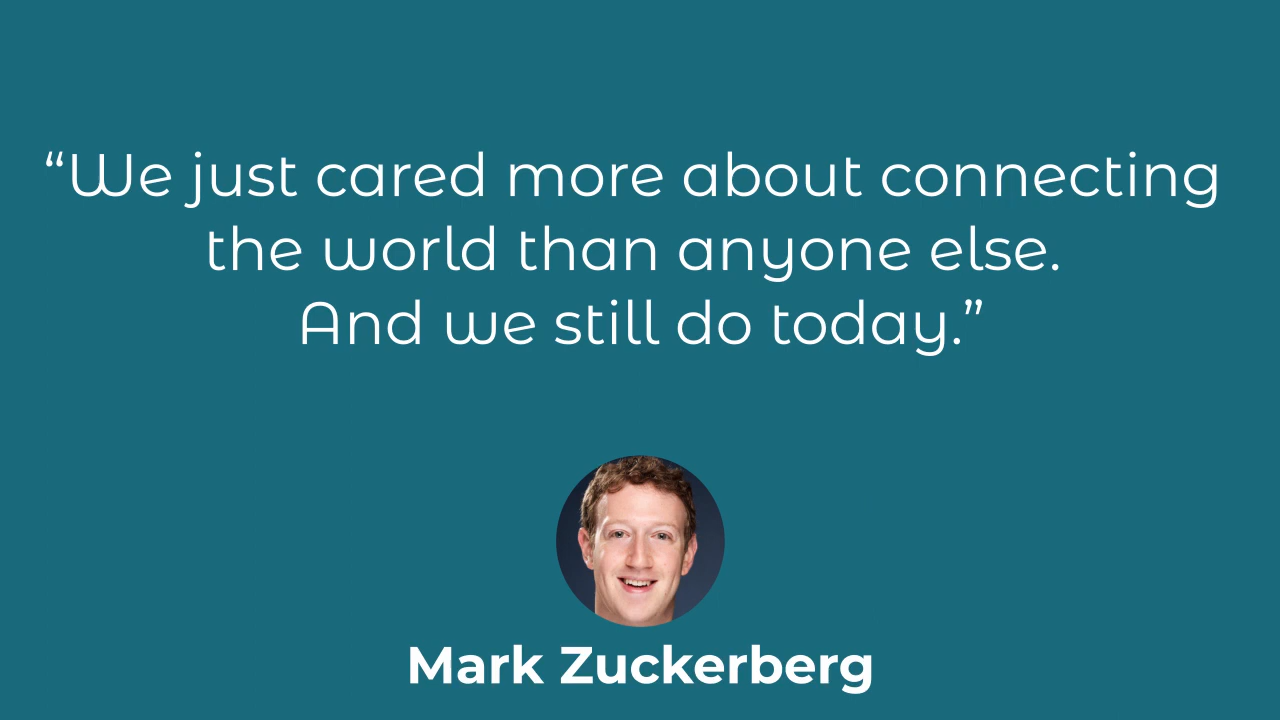 “We just cared more about connecting
the world than anyone else.
And we still do today.”
Mark Zuckerberg